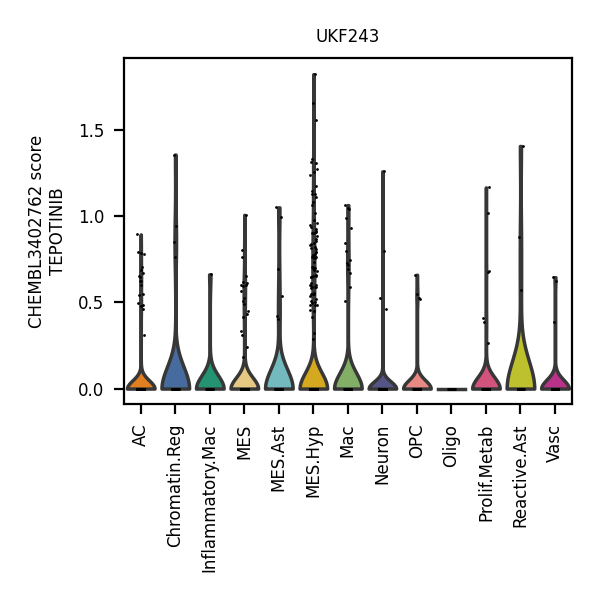 UKF243
CHEMBL3402762 score
TEPOTINIB
1.5
1.0
0.5
0.0
AC
Chromatin.Reg
Inflammatory.Mac
MES
MES.Ast
MES.Hyp
Mac
Neuron
OPC
Oligo
Prolif.Metab
Reactive.Ast
Vasc